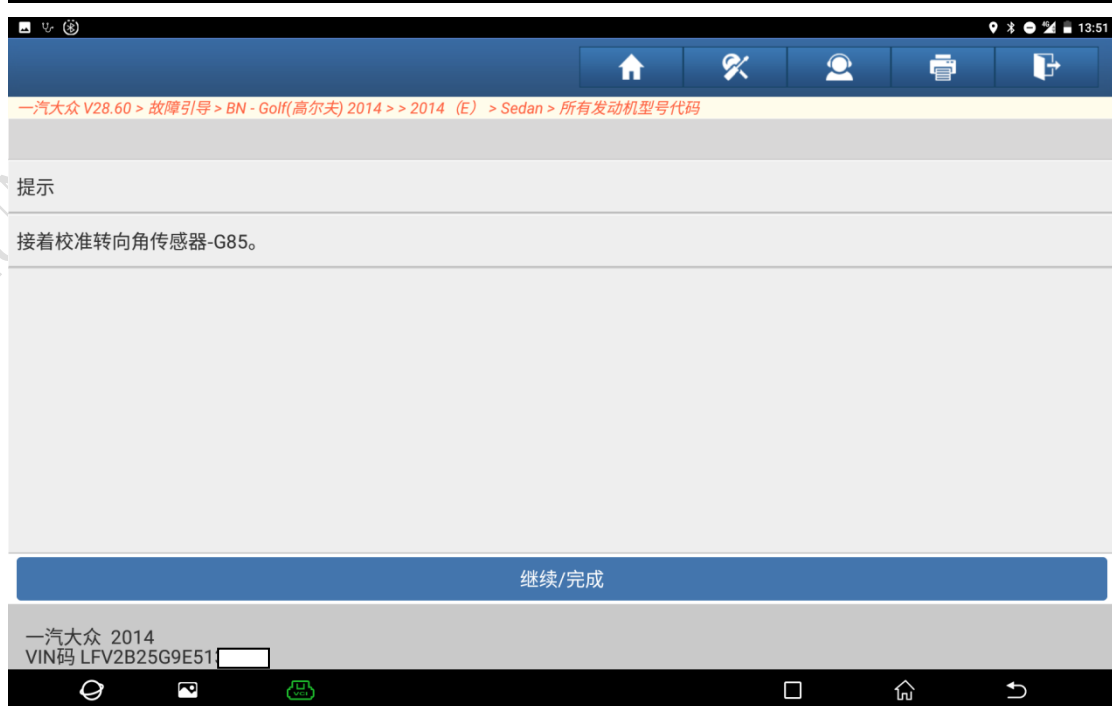 13:51
一汽大众 V28.60 > 故障引导 > BN - Golf(高尔夫) 2014 > > 2014（E） > Sedan > 所有发动机型号代码
提示
接着校准转向角传感器-G85。
继续/完成
一汽大众 2014
VIN码 LFV2B25G9E51
VCI